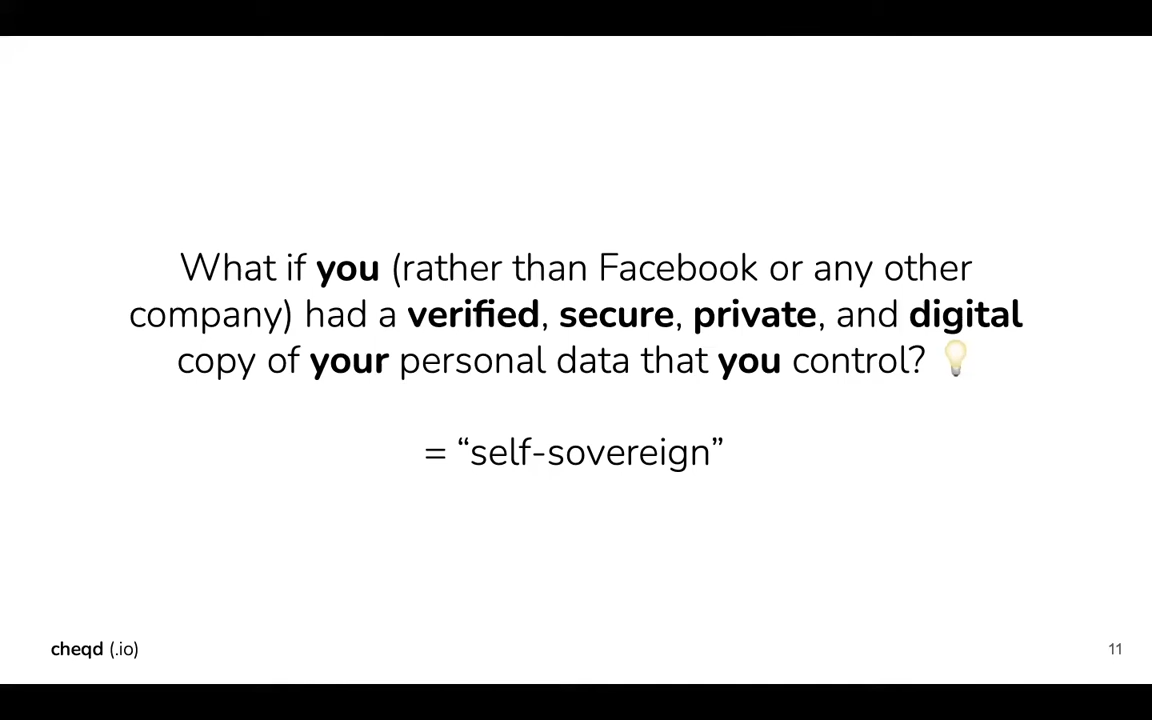 What if you (rather than Facebook or any other
company) had a verified, secure, private, and digital
copy of your personal data that you control? 💡
= “self-sovereign”
cheqd (.io)
11